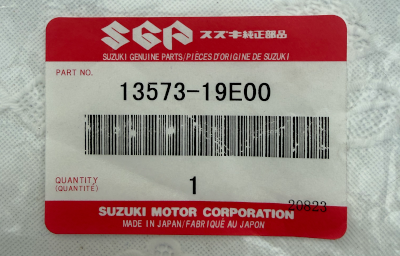 SGP スズキ純正部品
SUZUKI GENUINE PARTS/PIÈCES D'ORIGINE DE SUZUKI
PART NO.
13573-19E00
QUANTITY
(QUANTITÉ)
1
20823
SUZUKI MOTOR CORPORATION
MADE IN JAPAN/FABRIQUÉ AU JAPON